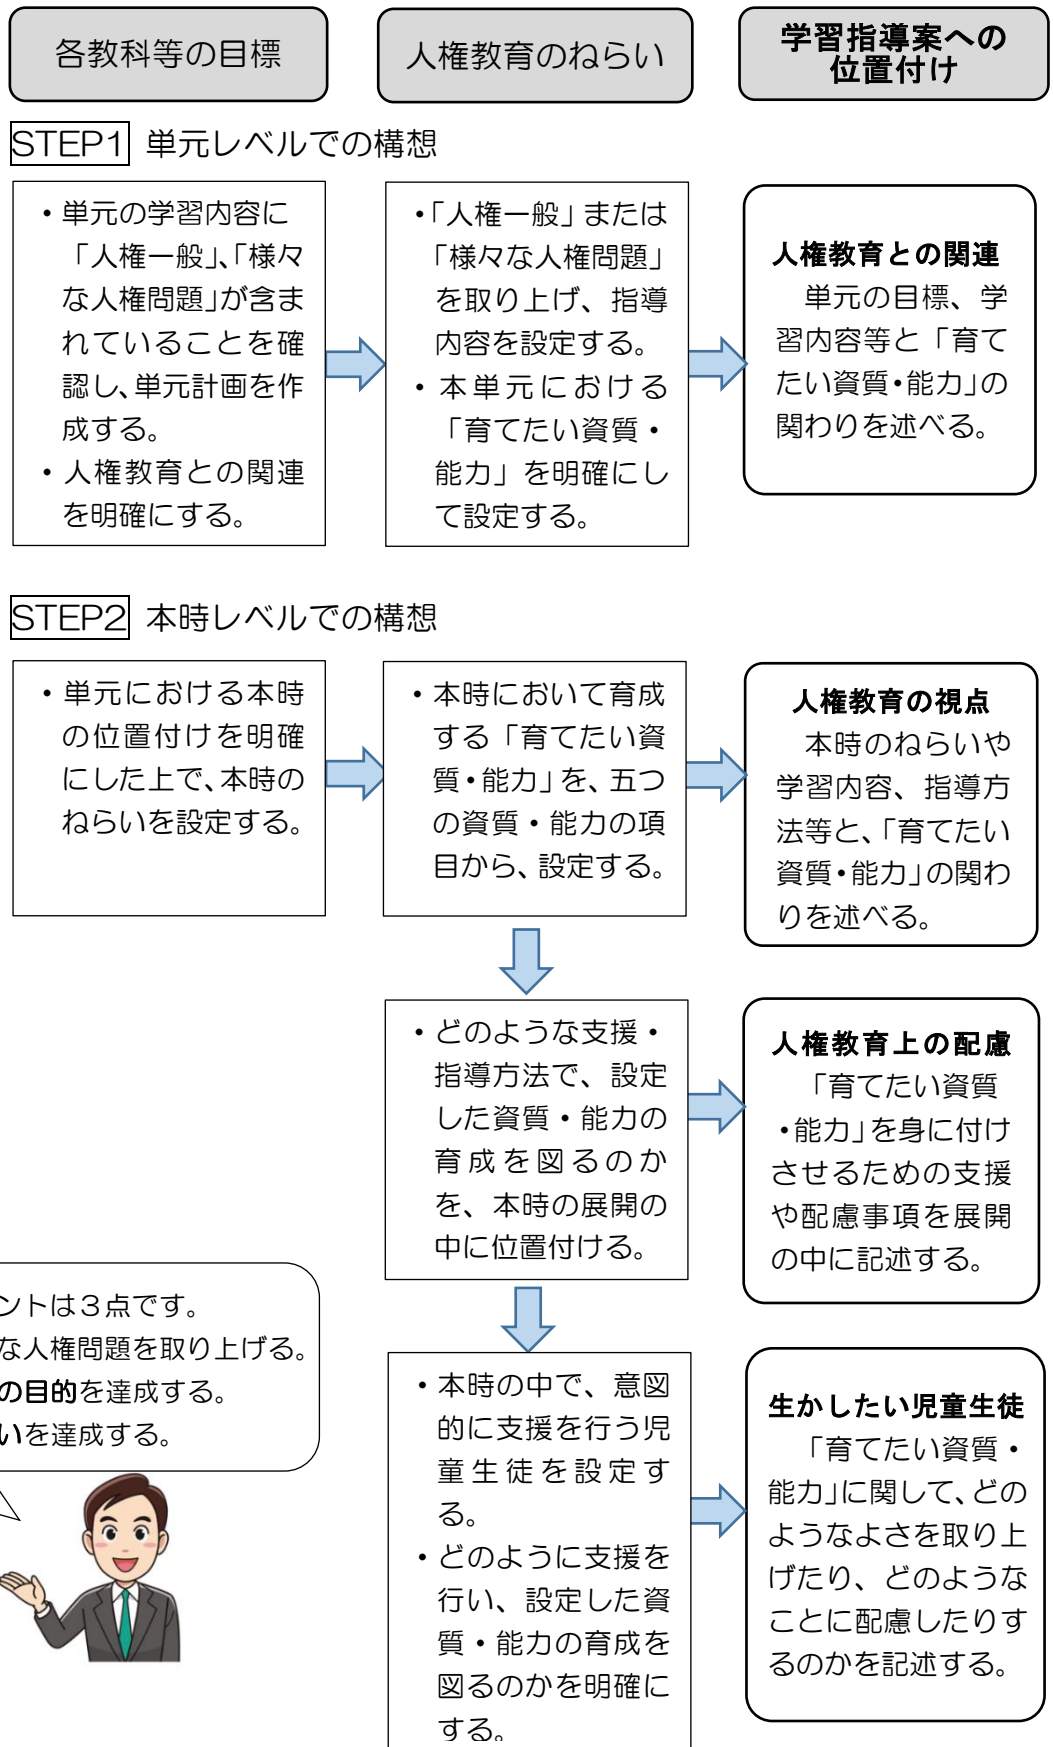 各教科等の目標
人権教育のねらい
学習指導案への
位置付け
STEP1 単元レベルでの構想
・単元の学習内容に
「人権一般」、「様々
な人権問題」が含ま
れていることを確
認し、単元計画を作
成する。
・人権教育との関連
を明確にする。
・「人権一般」または
「様々な人権問題」
を取り上げ、指導
内容を設定する。
・本単元における
「育てたい資質・
能力」を明確にし
て設定する。
人権教育との関連
単元の目標、学
習内容等と「育て
たい資質・能力」の
関わりを述べる。
STEP2 本時レベルでの構想
・単元における本時
の位置付けを明確
にした上で、本時の
ねらいを設定する。
・本時において育成
する「育てたい資
質・能力」を、五つ
の資質・能力の項
目から、設定する。
人権教育の視点
本時のねらいや
学習内容、指導方
法等と、「育てたい
資質・能力」の関わ
りを述べる。
・どのような支援・
指導方法で、設定
した資質・能力の
育成を図るのか
を、本時の展開の
中に位置付ける。
人権教育上の配慮
「育てたい資質
・能力」を身に付け
させるための支援
や配慮事項を展開
の中に記述する。
ントは３点です。
な人権問題を取り上げる。
の目的を達成する。
いを達成する。
・本時の中で、意図
的に支援を行う児
童生徒を設定す
る。
・どのように支援を
行い、設定した資
質・能力の育成を
図るのかを明確に
する。
生かしたい児童生徒
「育てたい資質・
能力」に関して、どの
ようなよさを取り上
げたり、どのような
ことに配慮したりす
るのかを記述する。